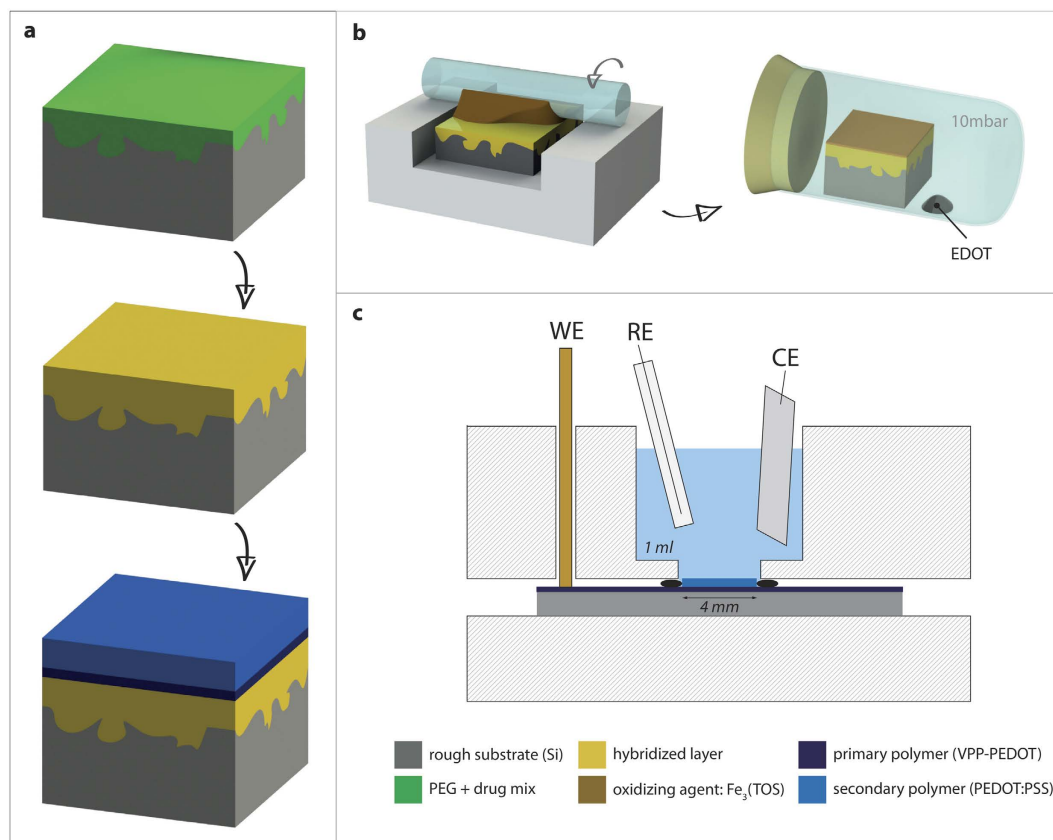 a
b
10mbar
EDOT
c
WE
RE
CE
1 ml
4 mm
rough substrate (Si)
hybridized layer
primary polymer (VPP-PEDOT)
PEG + drug mix
oxidizing agent: Fe₃(TOS)
secondary polymer (PEDOT:PSS)